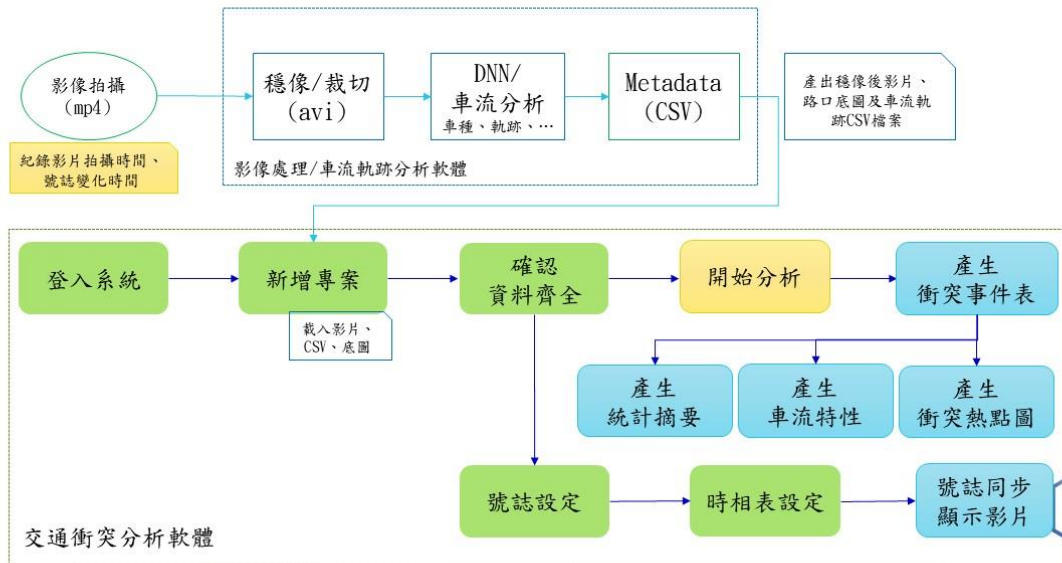 影像拍攝
(mp4)
紀錄影片拍攝時間、
號誌變化時間
穩像/裁切
(avi)
DNN/
車流分析
車種、軌跡、…
Metadata
(CSV)
影像處理/車流軌跡分析軟體
產出穩像後影片、
路口底圖及車流軌
跡CSV檔案
登入系統
新增專案
載入影片、
CSV、底圖
確認
資料齊全
開始分析
產生
衝突事件表
產生
統計摘要
產生
車流特性
產生
衝突熱點圖
號誌設定
時相表設定
號誌同步
顯示影片
交通衝突分析軟體